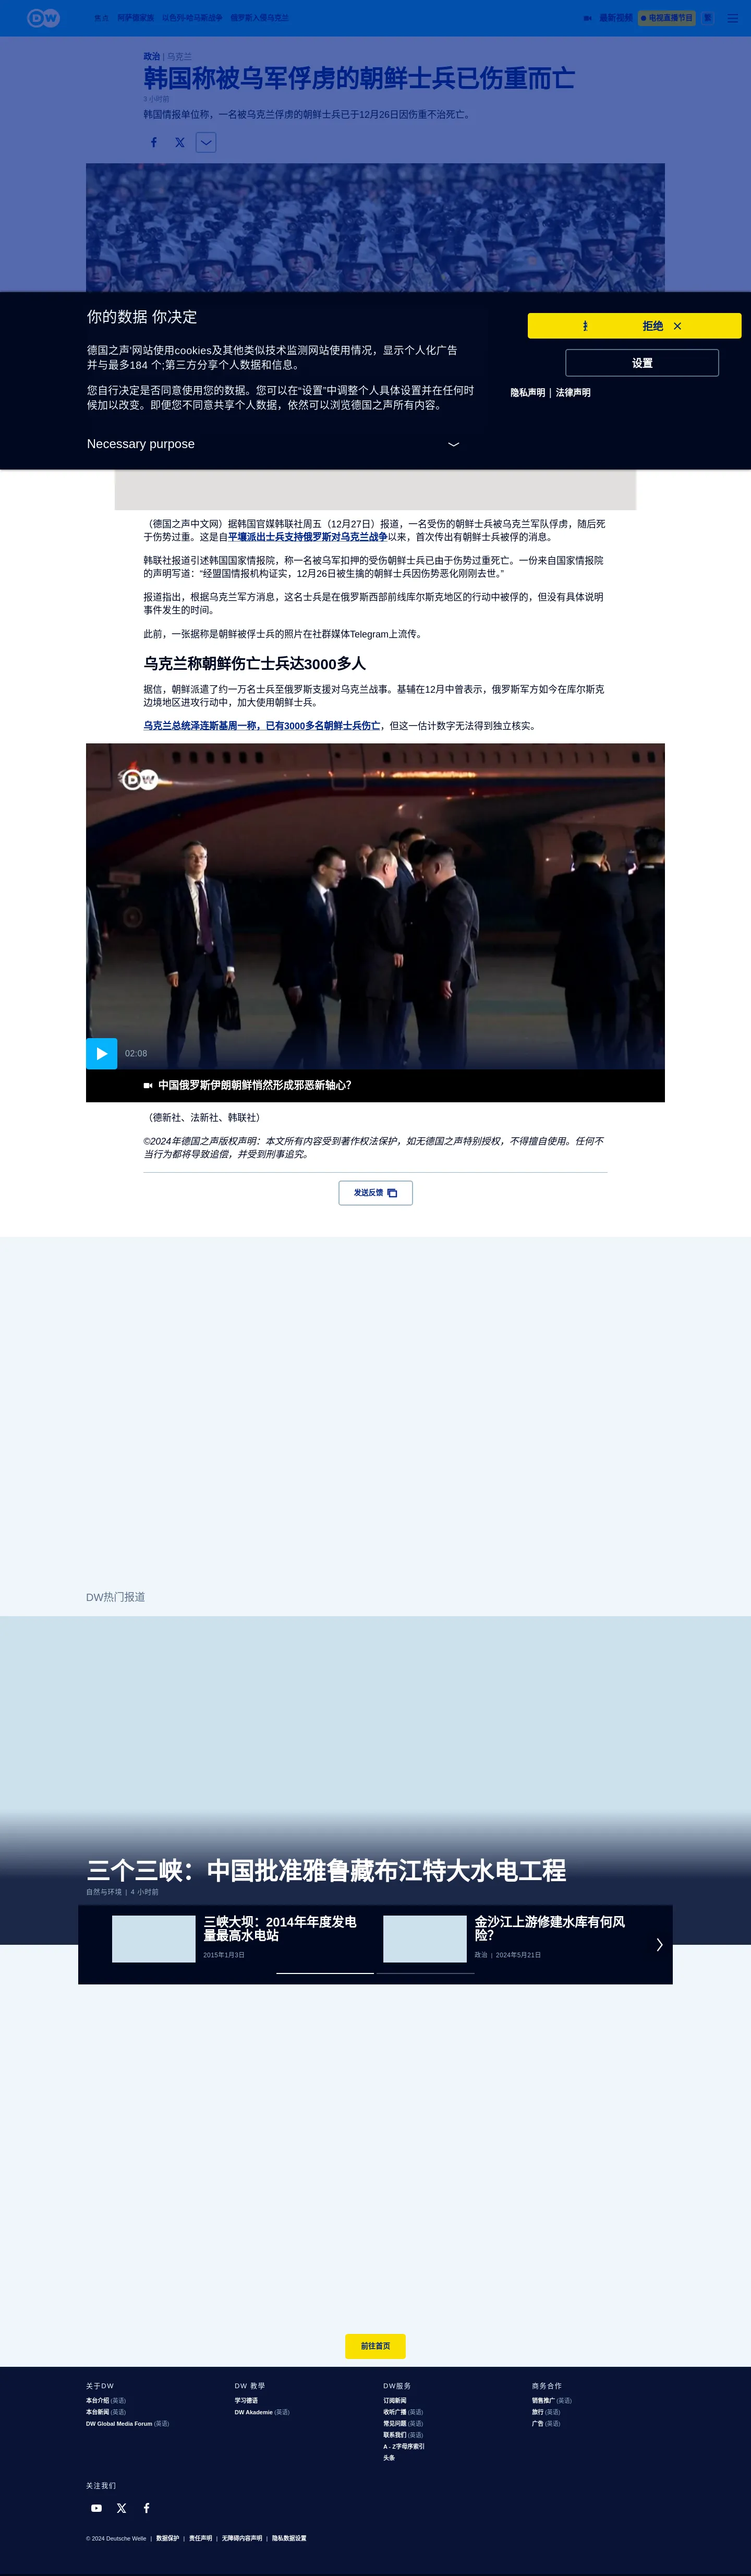 DW
焦点 阿萨德家族 以色列-哈马斯战争 俄罗斯入侵乌克兰
最新视频 电视直播节目 繁
政治 | 乌克兰
韩国称被乌军俘虏的朝鲜士兵已伤重而亡
3 小时前
韩国情报单位称，一名被乌克兰俘虏的朝鲜士兵已于12月26日因伤重不治死亡。
你的数据 你决定
德国之声'网站使用cookies及其他类似技术监测网站使用情况，显示个人化广告
并与最多184 个;第三方分享个人数据和信息。
您自行决定是否同意使用您的数据。您可以在“设置”中调整个人具体设置并在任何时
候加以改变。即便您不同意共享个人数据，依然可以浏览德国之声所有内容。
Necessary purpose
拒绝
设置
隐私声明 | 法律声明
（德国之声中文网）据韩国官媒韩联社周五（12月27日）报道，一名受伤的朝鲜士兵被乌克兰军队俘虏，随后死
于伤势过重。这是自平壤派出士兵支持俄罗斯对乌克兰战争以来，首次传出有朝鲜士兵被俘的消息。
韩联社报道引述韩国国家情报院，称一名被乌军扣押的受伤朝鲜士兵已由于伤势过重死亡。一份来自国家情报院
的声明写道：“经盟国情报机构证实，12月26日被生擒的朝鲜士兵因伤势恶化刚刚去世。”
报道指出，根据乌克兰军方消息，这名士兵是在俄罗斯西部前线库尔斯克地区的行动中被俘的，但没有具体说明
事件发生的时间。
此前，一张据称是朝鲜被俘士兵的照片在社群媒体Telegram上流传。
乌克兰称朝鲜伤亡士兵达3000多人
据信，朝鲜派遣了约一万名士兵至俄罗斯支援对乌克兰战事。基辅在12月中曾表示，俄罗斯军方如今在库尔斯克
边境地区进攻行动中，加大使用朝鲜士兵。
乌克兰总统泽连斯基周一称，已有3000多名朝鲜士兵伤亡，但这一估计数字无法得到独立核实。
DW
02:08
中国俄罗斯伊朗朝鲜悄然形成邪恶新轴心？
（德新社、法新社、韩联社）
©2024年德国之声版权声明：本文所有内容受到著作权法保护，如无德国之声特别授权，不得擅自使用。任何不
当行为都将导致追偿，并受到刑事追究。
发送反馈
DW热门报道
三个三峡：中国批准雅鲁藏布江特大水电工程
自然与环境 | 4 小时前
三峡大坝：2014年年度发电
量最高水电站
2015年1月3日
金沙江上游修建水库有何风
险？
政治 | 2024年5月21日
前往首页
关于DW
本台介绍 (英语)
本台新闻 (英语)
DW Global Media Forum (英语)
DW 教學
学习德语
DW Akademie (英语)
DW服务
订阅新闻
收听广播 (英语)
常见问题 (英语)
联系我们 (英语)
A - Z字母序索引
头条
商务合作
销售推广 (英语)
旅行 (英语)
广告 (英语)
关注我们
© 2024 Deutsche Welle | 数据保护 | 责任声明 | 无障碍内容声明 | 隐私数据设置